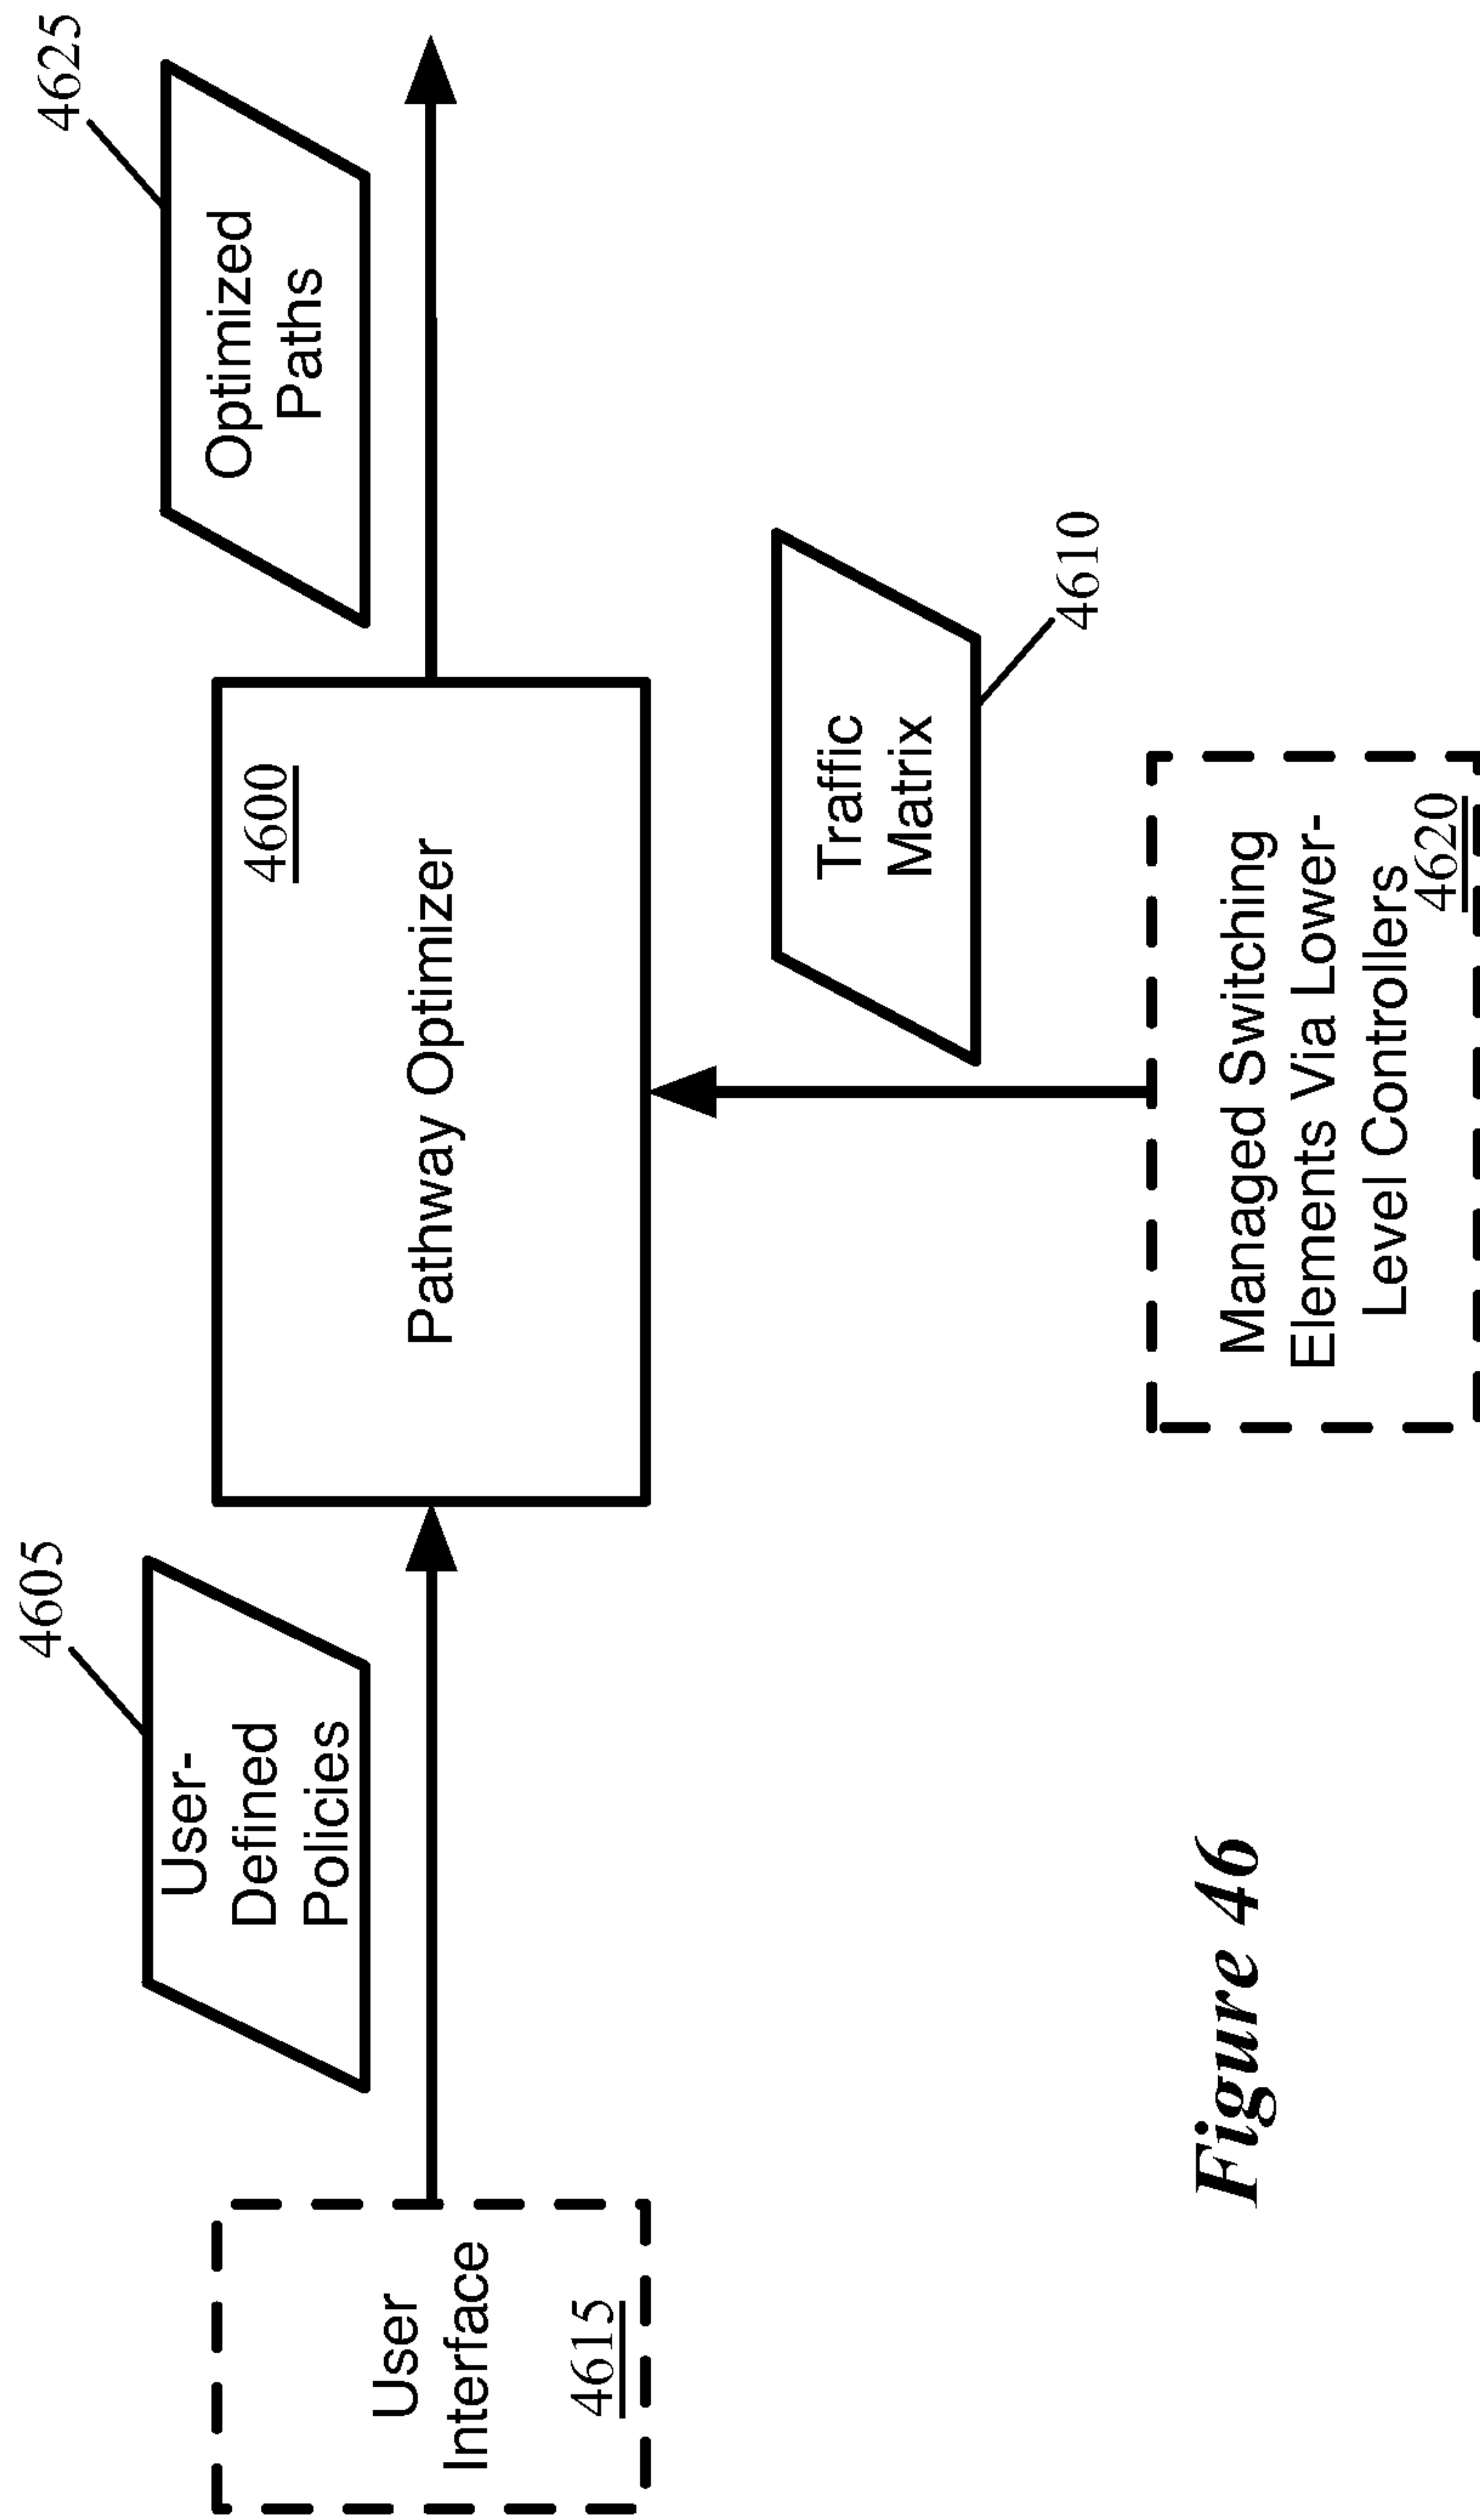 4605
User-
Defined
Policies
4625
Optimized
Paths
User
Interface
4615
4600
Pathway Optimizer
Traffic
Matrix
4610
Managed Switching
Elements Via Lower-
Level Controllers
4620
Figure 46